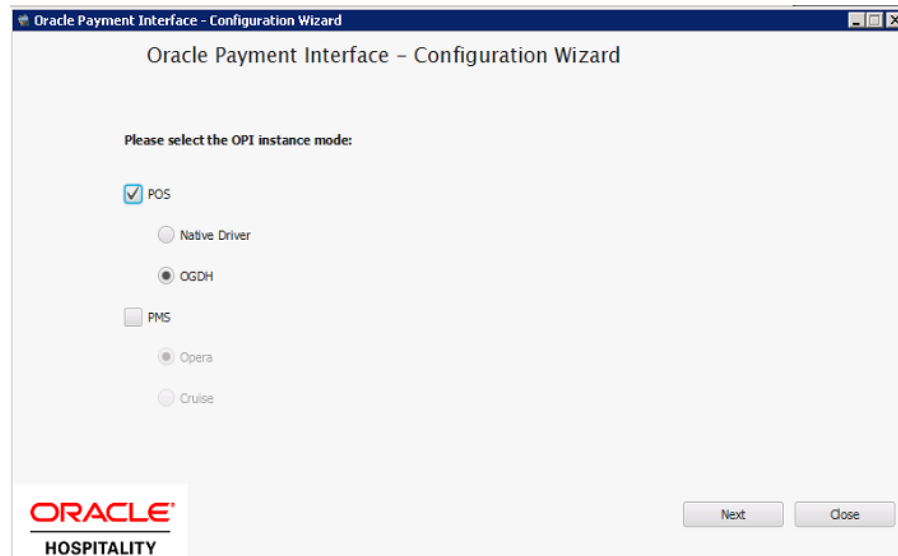 Oracle Payment Interface - Configuration Wizard
Oracle Payment Interface – Configuration Wizard
Please select the OPI instance mode:
POS
Native Driver
OGDH
PMS
Opera
Cruise
ORACLE
HOSPITALITY
Next Close